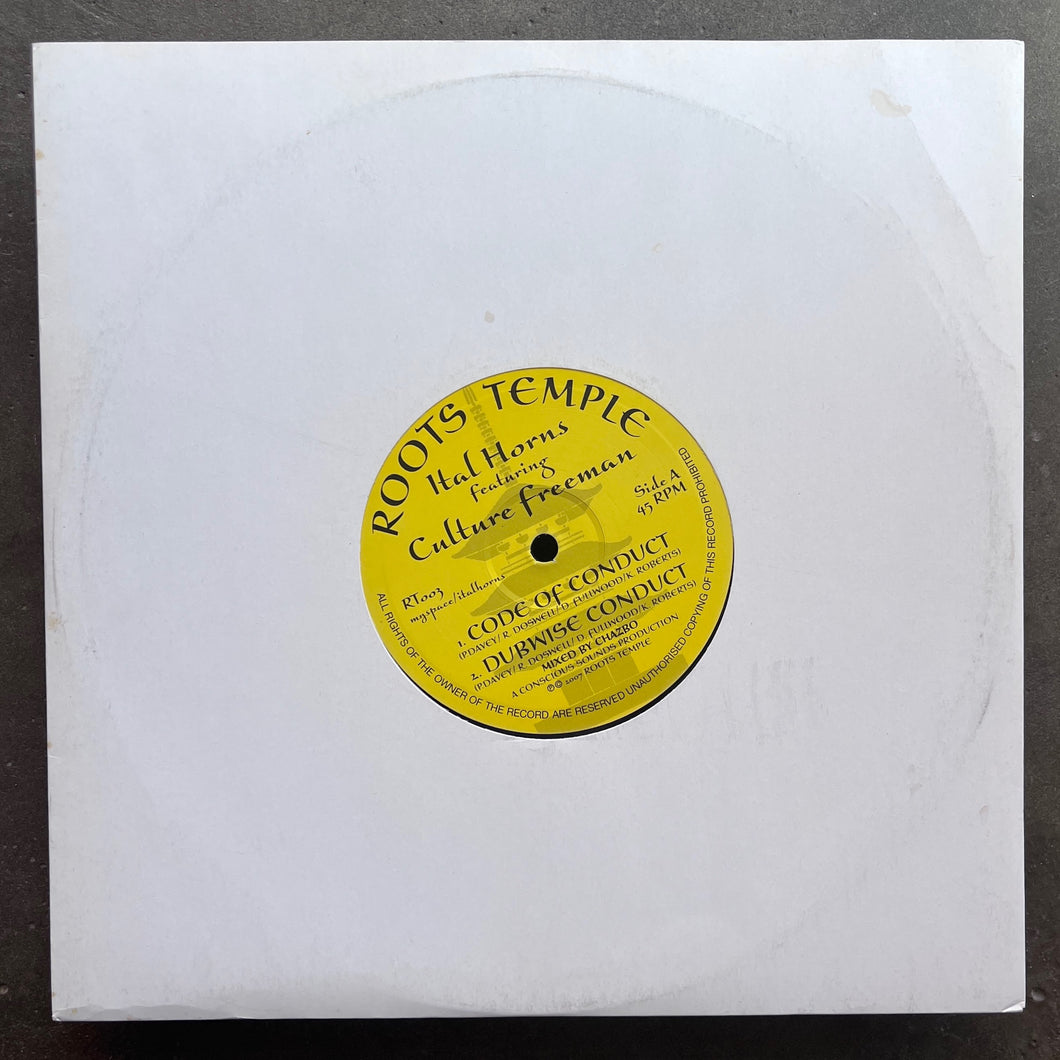 ROOTS TEMPLE
Ital Horns
featuring
Culture Freeman
Side A
45 RPM
RT003
myspace/italhorns
1. CODE OF CONDUCT
(P.DAVEY/ R. DOSWELL/ D. FULLWOOD/K. ROBERTS)
2. DUBWISE CONDUCT
(P.DAVEY/ R. DOSWELL/ D. FULLWOOD/K. ROBERTS)
MIXED BY CHAZBO
A CONSCIOUS SOUNDS PRODUCTION
℗© 2007 ROOTS TEMPLE
ALL RIGHTS OF THE OWNER OF THE RECORD ARE RESERVED UNAUTHORISED COPYING OF THIS RECORD PROHIBITED